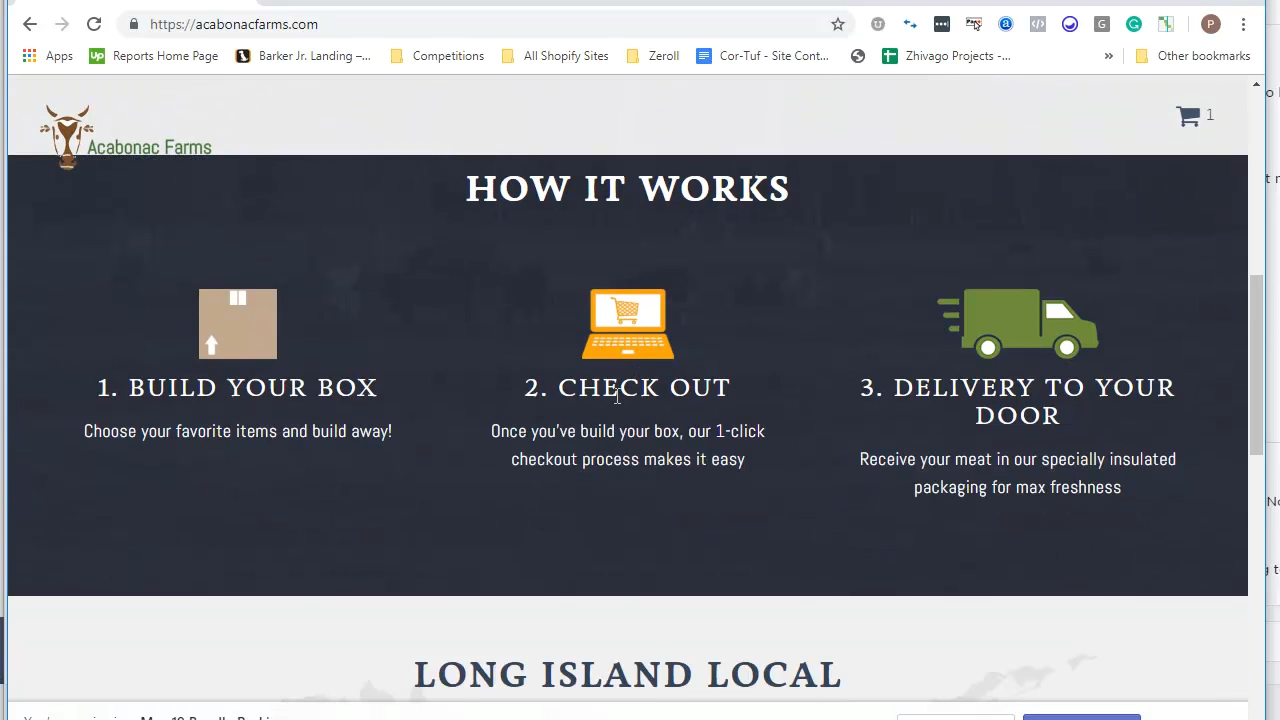 https://acabonacfarms.com
P
Apps
Reports Home Page
Barker Jr. Landing –...
Competitions
All Shopify Sites
Zeroll
Cor-Tuf - Site Cont...
Zhivago Projects -...
»
Other bookmarks
Acabonac Farms
1
HOW IT WORKS
1. BUILD YOUR BOX
Choose your favorite items and build away!
2. CHECK OUT
Once you've build your box, our 1-click
checkout process makes it easy
3. DELIVERY TO YOUR
DOOR
Receive your meat in our specially insulated
packaging for max freshness
LONG ISLAND LOCAL